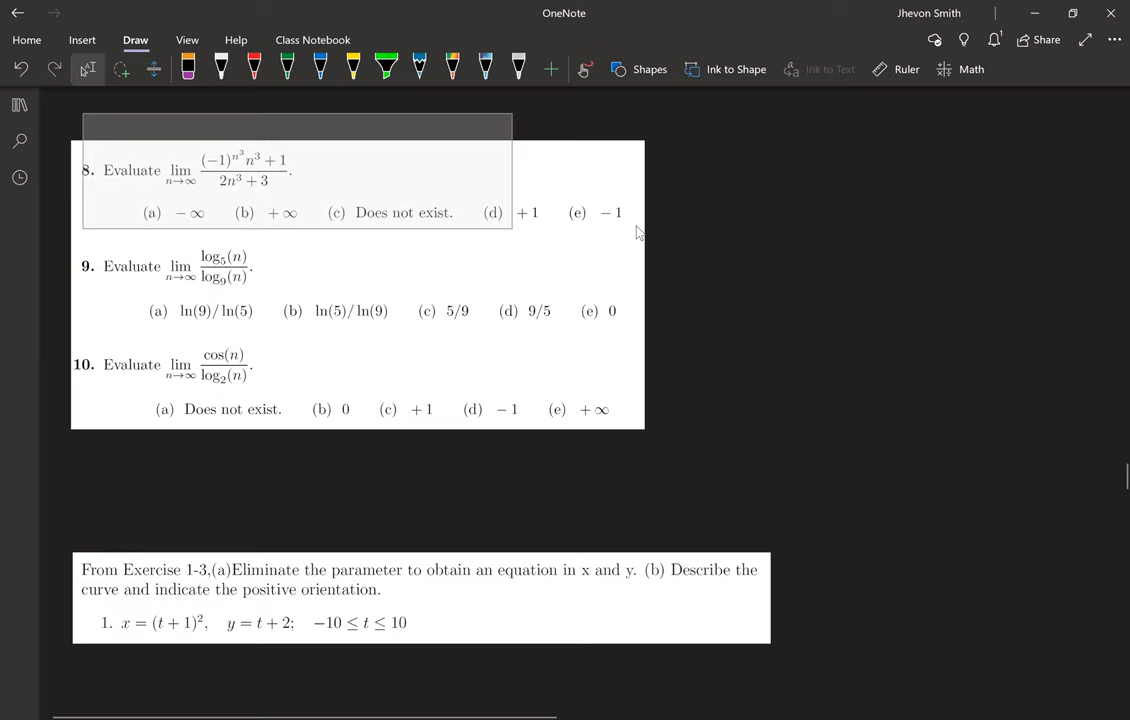 OneNote
Jhevon Smith
Home Insert Draw View Help Class Notebook
1 Share
Shapes Ink to Shape Ink to Text Ruler Math
8. Evaluate lim n→∞ ((-1)^{n^3} n^3 + 1)/(2n^3 + 3).
(a) −∞ (b) +∞ (c) Does not exist. (d) +1 (e) −1
9. Evaluate lim n→∞ log₅(n)/log₉(n).
(a) ln(9)/ln(5) (b) ln(5)/ln(9) (c) 5/9 (d) 9/5 (e) 0
10. Evaluate lim n→∞ cos(n)/log₂(n).
(a) Does not exist. (b) 0 (c) +1 (d) −1 (e) +∞
From Exercise 1-3,(a)Eliminate the parameter to obtain an equation in x and y. (b) Describe the
curve and indicate the positive orientation.
1. x = (t + 1)², y = t + 2; −10 ≤ t ≤ 10